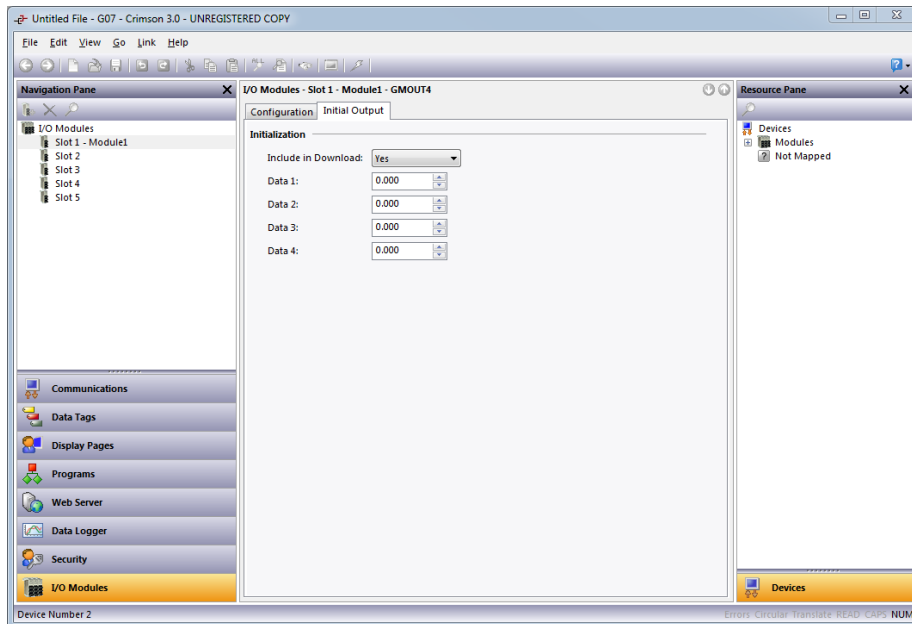 Untitled File - G07 - Crimson 3.0 - UNREGISTERED COPY
File Edit View Go Link Help
Navigation Pane
I/O Modules
Slot 1 - Module1
Slot 2
Slot 3
Slot 4
Slot 5
Communications
Data Tags
Display Pages
Programs
Web Server
Data Logger
Security
I/O Modules
I/O Modules - Slot 1 - Module1 - GMOUT4
Configuration Initial Output
Initialization
Include in Download: Yes
Data 1: 0.000
Data 2: 0.000
Data 3: 0.000
Data 4: 0.000
Resource Pane
Devices
Modules
Not Mapped
Devices
Device Number 2
Errors Circular Translate READ CAPS NUM